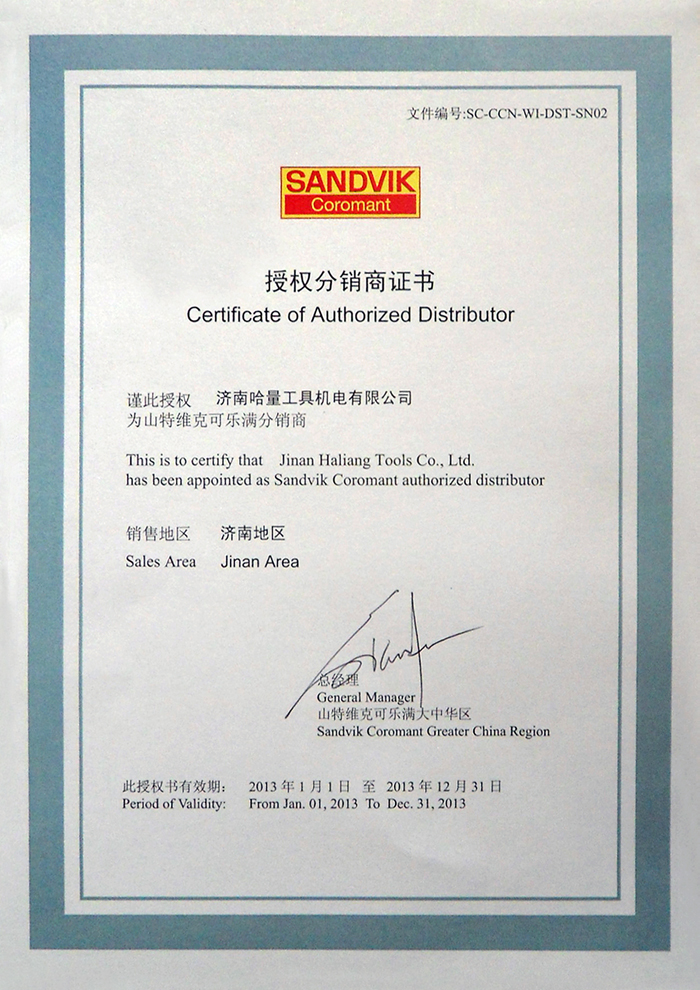 文件编号:SC-CCN-WI-DST-SN02
SANDVIK
Coromant
授权分销商证书
Certificate of Authorized Distributor
谨此授权 济南哈量工具机电有限公司
为山特维克可乐满分销商
This is to certify that Jinan Haliang Tools Co., Ltd.
has been appointed as Sandvik Coromant authorized distributor
销售地区 济南地区
Sales Area Jinan Area
总经理
General Manager
山特维克可乐满大中华区
Sandvik Coromant Greater China Region
此授权书有效期: 2013 年 1 月 1 日 至 2013 年 12 月 31 日
Period of Validity: From Jan. 01, 2013 To Dec. 31, 2013